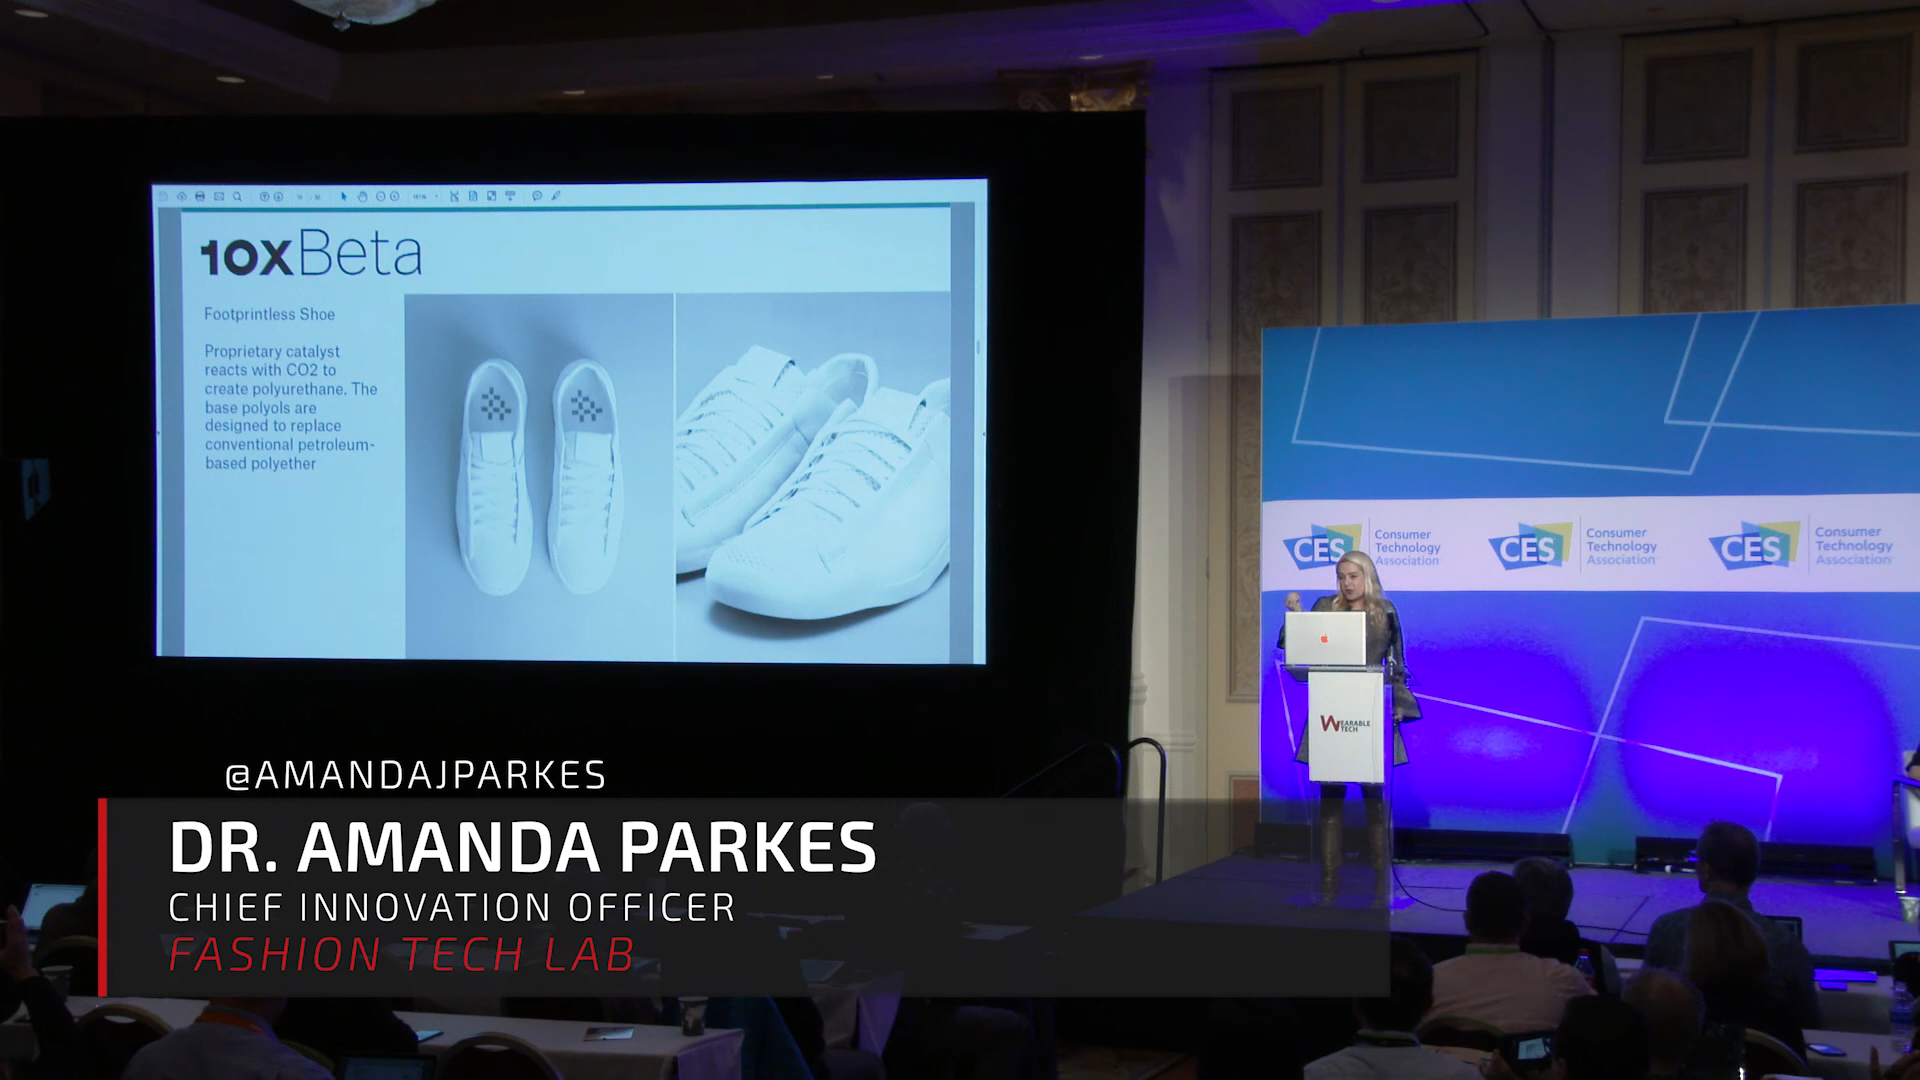 10xBeta
Footprintless Shoe
Proprietary catalyst
reacts with CO2 to
create polyurethane. The
base polyols are
designed to replace
conventional petroleum-
based polyether
CES
Consumer
Technology
Association
CES
Consumer
Technology
Association
CES
Consumer
Technology
Association
WEARABLE
TECH
@AMANDAJPARKES
DR. AMANDA PARKES
CHIEF INNOVATION OFFICER
FASHION TECH LAB